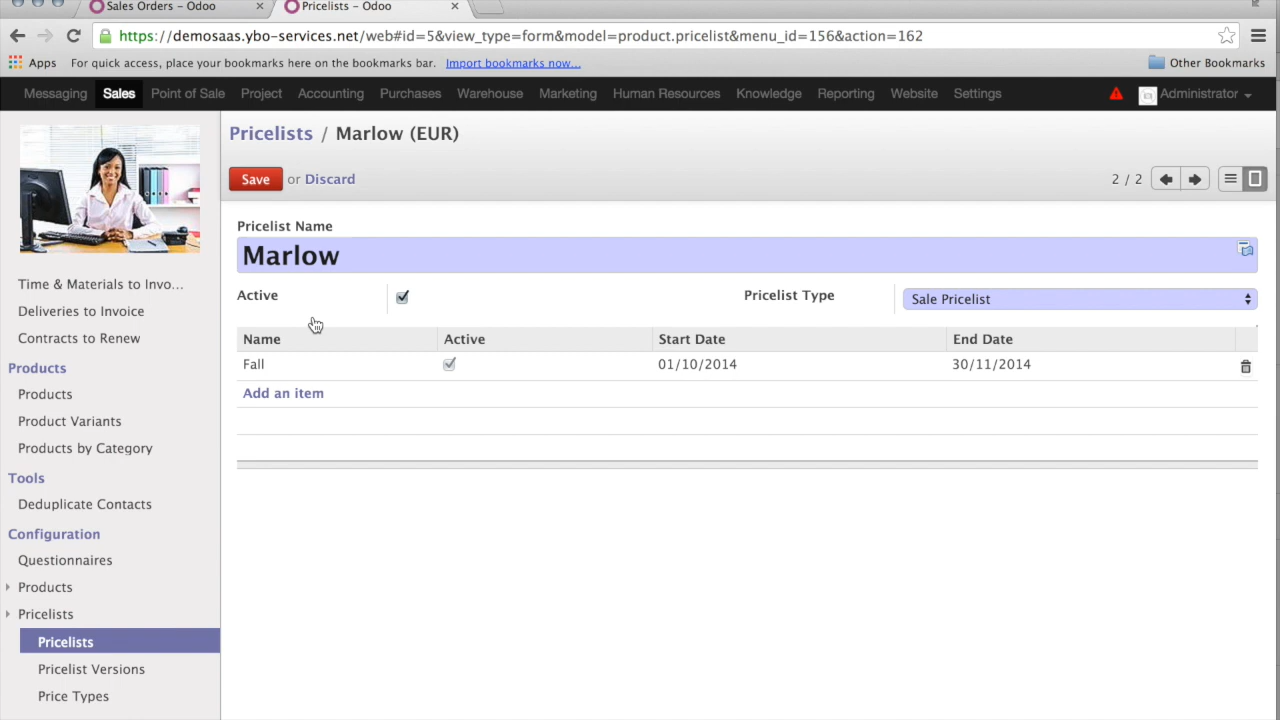 Sales Orders - Odoo
Pricelists - Odoo
https://demosaas.ybo-services.net/web#id=5&view_type=form&model=product.pricelist&menu_id=156&action=162
Apps For quick access, place your bookmarks here on the bookmarks bar. Import bookmarks now... Other Bookmarks
Messaging Sales Point of Sale Project Accounting Purchases Warehouse Marketing Human Resources Knowledge Reporting Website Settings Administrator
Pricelists / Marlow (EUR)
Save or Discard 2 / 2
Pricelist Name
Marlow
Active Pricelist Type Sale Pricelist
Name Active Start Date End Date
Fall 01/10/2014 30/11/2014
Add an item
Time & Materials to Invo...
Deliveries to Invoice
Contracts to Renew
Products
Products
Product Variants
Products by Category
Tools
Deduplicate Contacts
Configuration
Questionnaires
Products
Pricelists
Pricelists
Pricelist Versions
Price Types